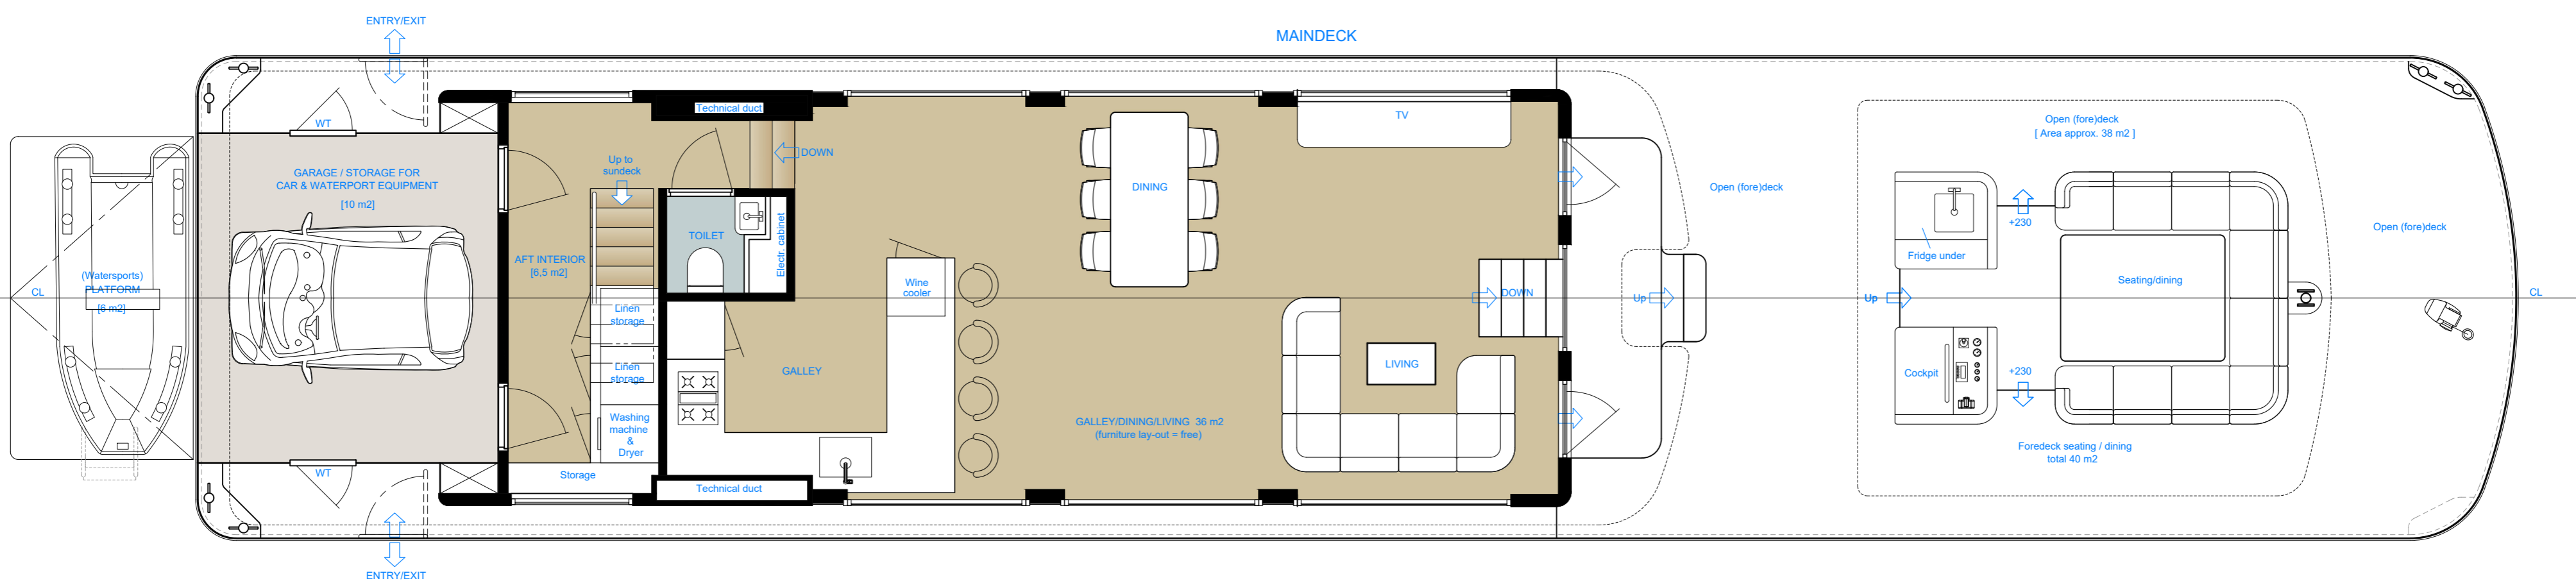 MAINDECK
ENTRY/EXIT
WT
GARAGE / STORAGE FOR
CAR & WATERPORT EQUIPMENT
[10 m2]
(Watersports)
PLATFORM
[6 m2]
CL
WT
ENTRY/EXIT
Technical duct
DOWN
Up to
sundeck
AFT INTERIOR
[6,5 m2]
TOILET
Electr. cabinet
Linen
storage
Linen
storage
Washing
machine
&
Dryer
Storage
Technical duct
GALLEY
Wine
cooler
DINING
TV
DOWN
LIVING
GALLEY/DINING/LIVING 36 m2
(furniture lay-out = free)
Up
Open (fore)deck
Open (fore)deck
[ Area approx. 38 m2 ]
Fridge under
+230
Up
Cockpit
+230
Seating/dining
Foredeck seating / dining
total 40 m2
Open (fore)deck
CL